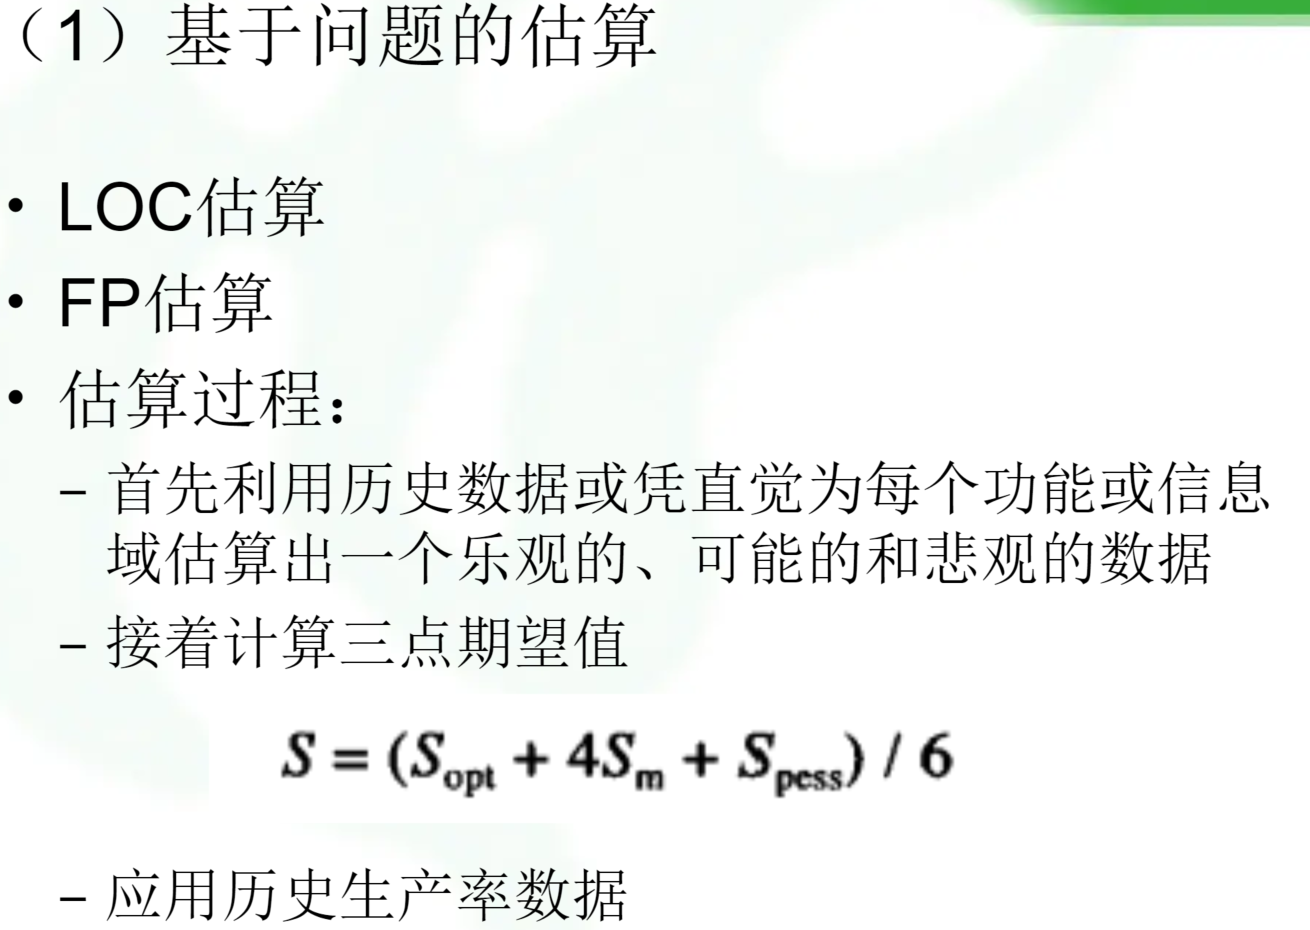 （1）基于问题的估算
• LOC估算
• FP估算
• 估算过程：
– 首先利用历史数据或凭直觉为每个功能或信息
域估算出一个乐观的、可能的和悲观的数据
– 接着计算三点期望值
S = (Sopt + 4Sm + Spess) / 6
– 应用历史生产率数据